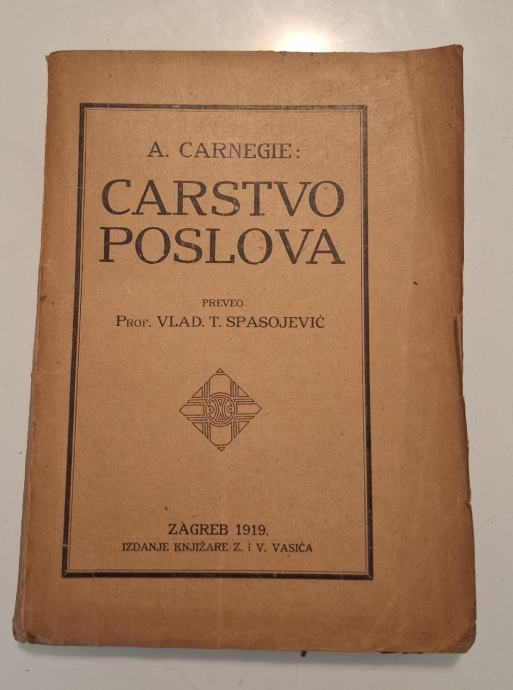 A. CARNEGIE:
CARSTVO
POSLOVA
PREVEO
PROF. VLAD. T. SPASOJEVIĆ
ZAGREB 1919.
IZDANJE KNJIŽARE Z. i V. VASIĆA